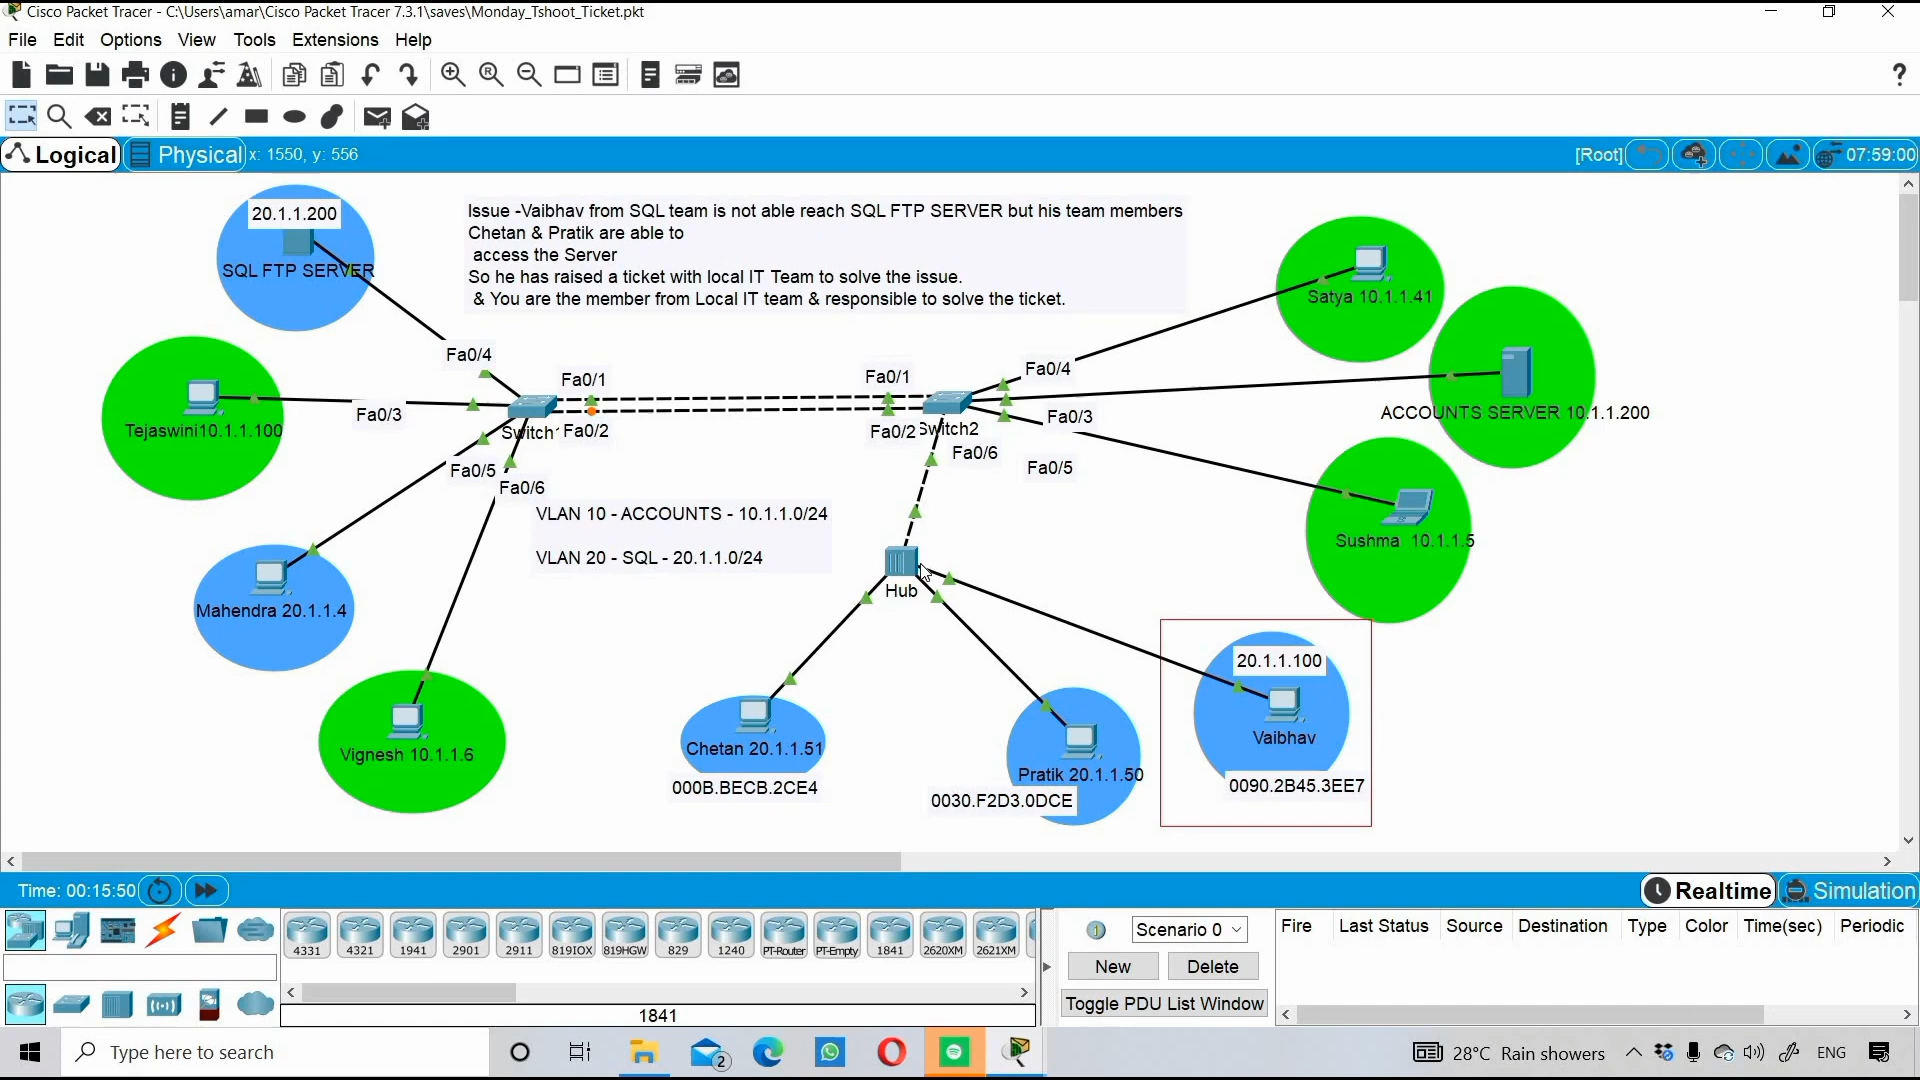 Cisco Packet Tracer - C:\Users\amar\Cisco Packet Tracer 7.3.1\saves\Monday_Tshoot_Ticket.pkt
File Edit Options View Tools Extensions Help
?
Logical Physical x: 1550, y: 556 [Root] 07:59:00
20.1.1.200
SQL FTP SERVER
Issue -Vaibhav from SQL team is not able reach SQL FTP SERVER but his team members
Chetan & Pratik are able to
access the Server
So he has raised a ticket with local IT Team to solve the issue.
& You are the member from Local IT team & responsible to solve the ticket.
Satya 10.1.1.41
Fa0/4
Fa0/1
Fa0/1
Fa0/4
Fa0/3
Tejaswini10.1.1.100
Switch1
Fa0/2
Fa0/2
Switch2
Fa0/3
ACCOUNTS SERVER 10.1.1.200
Fa0/5
Fa0/6
Fa0/6
Fa0/5
VLAN 10 - ACCOUNTS - 10.1.1.0/24
VLAN 20 - SQL - 20.1.1.0/24
Sushma 10.1.1.5
Hub
Mahendra 20.1.1.4
20.1.1.100
Vaibhav
0090.2B45.3EE7
Vignesh 10.1.1.6
Chetan 20.1.1.51
000B.BECB.2CE4
Pratik 20.1.1.50
0030.F2D3.0DCE
Time: 00:15:50 Realtime Simulation
4331 4321 1941 2901 2911 819IOX 819HGW 829 1240 PT-Router PT-Empty 1841 2620XM 2621XM
1841
Scenario 0
New Delete
Toggle PDU List Window
Fire Last Status Source Destination Type Color Time(sec) Periodic
Type here to search
2
28°C Rain showers
ENG